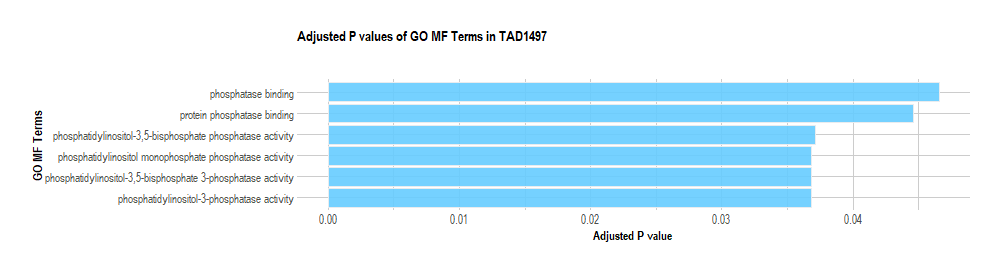 Adjusted P values of GO MF Terms in TAD1497
GO MF Terms
phosphatase binding
protein phosphatase binding
phosphatidylinositol-3,5-bisphosphate phosphatase activity
phosphatidylinositol monophosphate phosphatase activity
phosphatidylinositol-3,5-bisphosphate 3-phosphatase activity
phosphatidylinositol-3-phosphatase activity
0.00 0.01 0.02 0.03 0.04
Adjusted P value